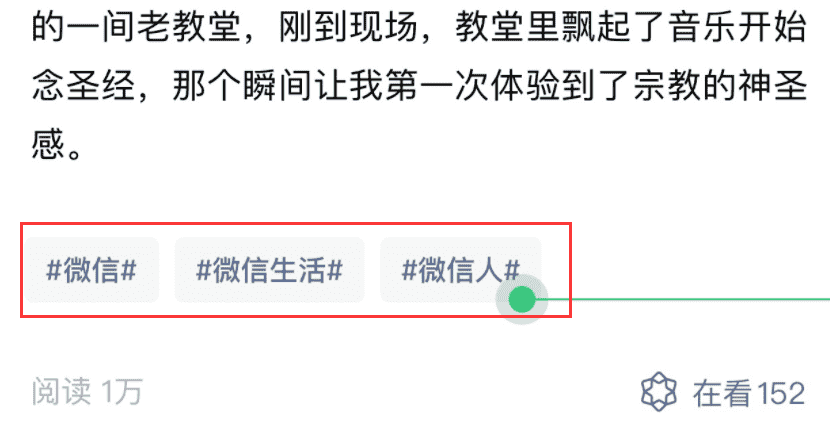 的一间老教堂，刚到现场，教堂里飘起了音乐开始
念圣经，那个瞬间让我第一次体验到了宗教的神圣
感。
#微信# #微信生活# #微信人#
阅读 1万 在看152